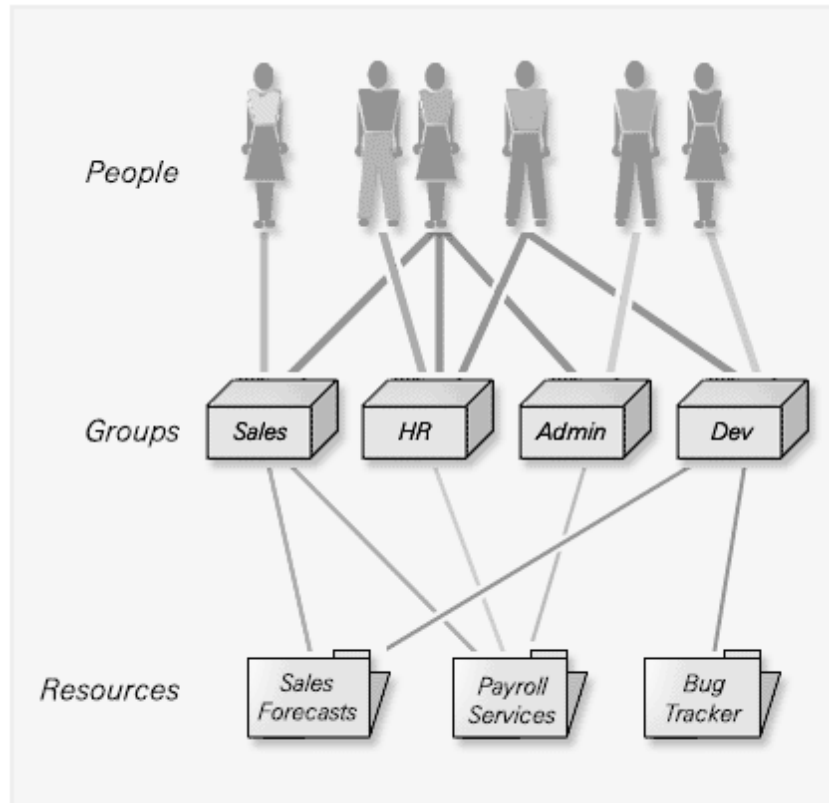 People
Groups
Sales
HR
Admin
Dev
Resources
Sales
Forecasts
Payroll
Services
Bug
Tracker